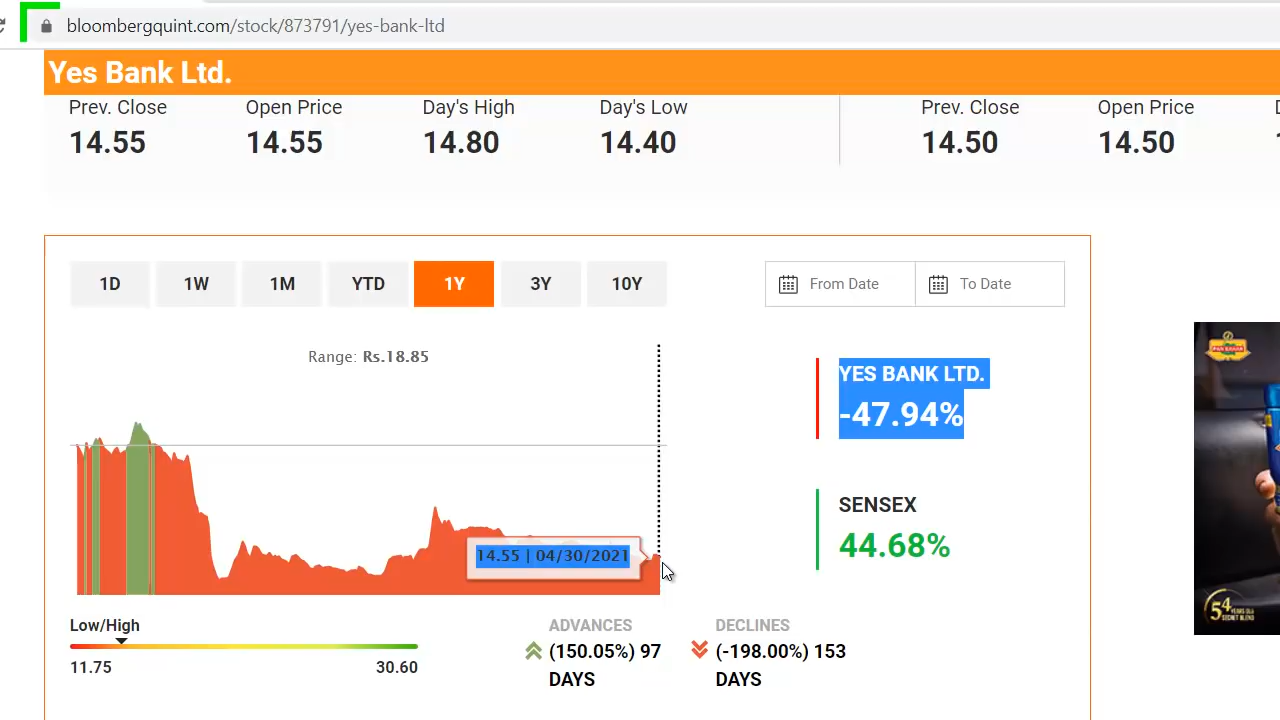 bloombergquint.com/stock/873791/yes-bank-ltd
Yes Bank Ltd.
Prev. Close Open Price Day's High Day's Low Prev. Close Open Price
14.55 14.55 14.80 14.40 14.50 14.50
1D 1W 1M YTD 1Y 3Y 10Y From Date To Date
Range: Rs.18.85
YES BANK LTD.
-47.94%
SENSEX
44.68%
14.55 | 04/30/2021
Low/High
11.75 30.60
ADVANCES DECLINES
(150.05%) 97 (-198.00%) 153
DAYS DAYS
54